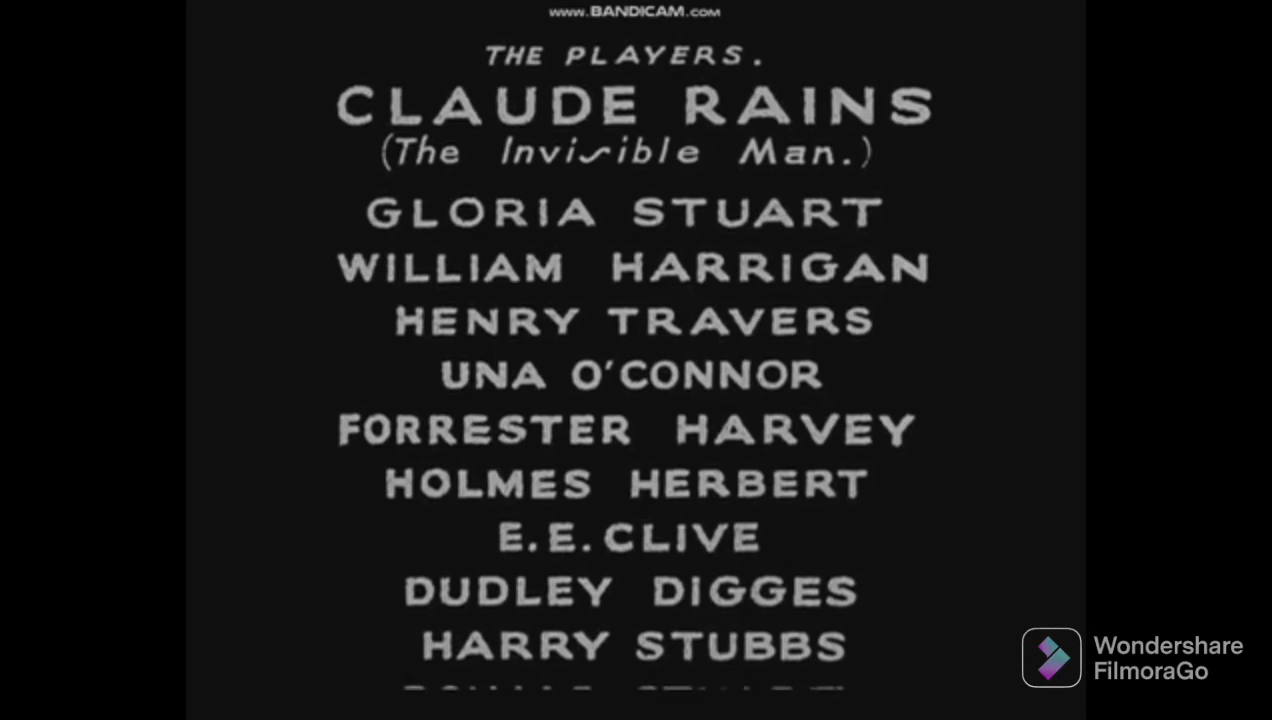 www.BANDICAM.com
THE PLAYERS.
CLAUDE RAINS
(The Invisible Man.)
GLORIA STUART
WILLIAM HARRIGAN
HENRY TRAVERS
UNA O'CONNOR
FORRESTER HARVEY
HOLMES HERBERT
E.E. CLIVE
DUDLEY DIGGES
HARRY STUBBS
Wondershare
FilmoraGo